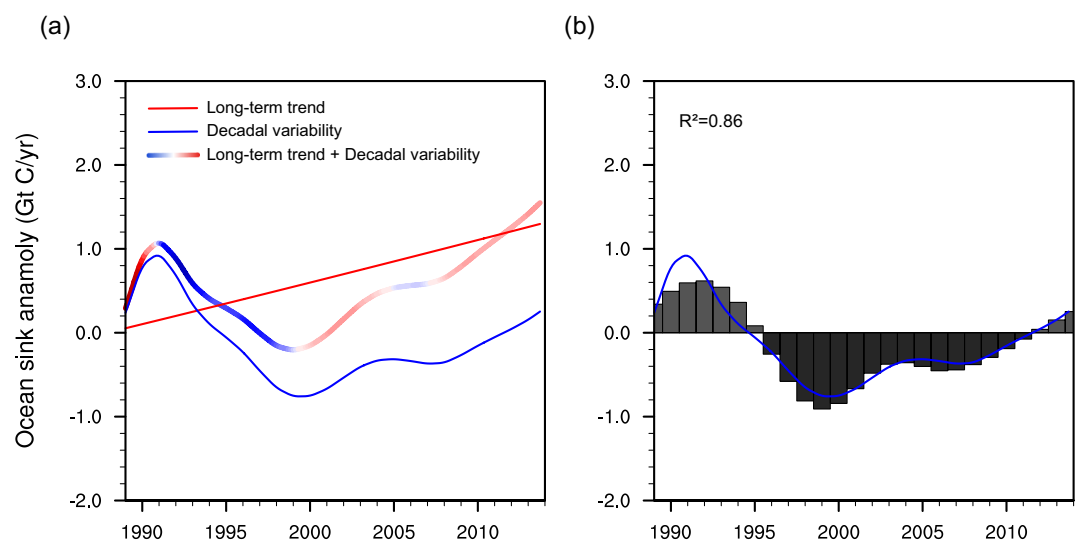 (a)
(b)
Ocean sink anamoly (Gt C/yr)
3.0
2.0
1.0
0.0
-1.0
-2.0
Long-term trend
Decadal variability
Long-term trend + Decadal variability
1990 1995 2000 2005 2010
3.0
2.0
1.0
0.0
-1.0
-2.0
R²=0.86
1990 1995 2000 2005 2010